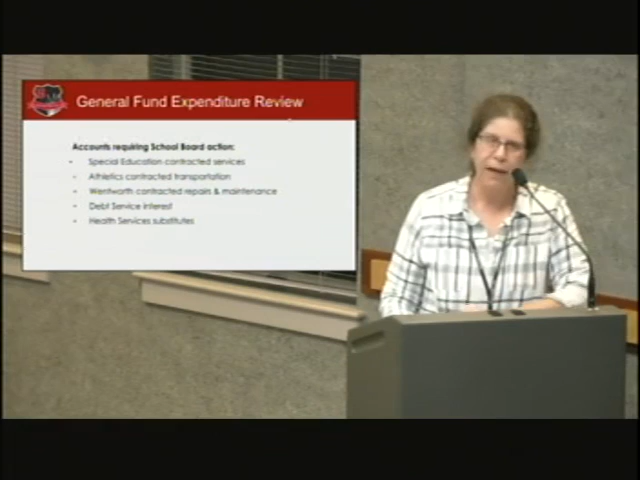 General Fund Expenditure Review
Accounts requiring School Board action:
• Special Education contracted services
• Athletics contracted transportation
• Wentworth contracted repairs & maintenance
• Debt Service interest
• Health Services substitutes